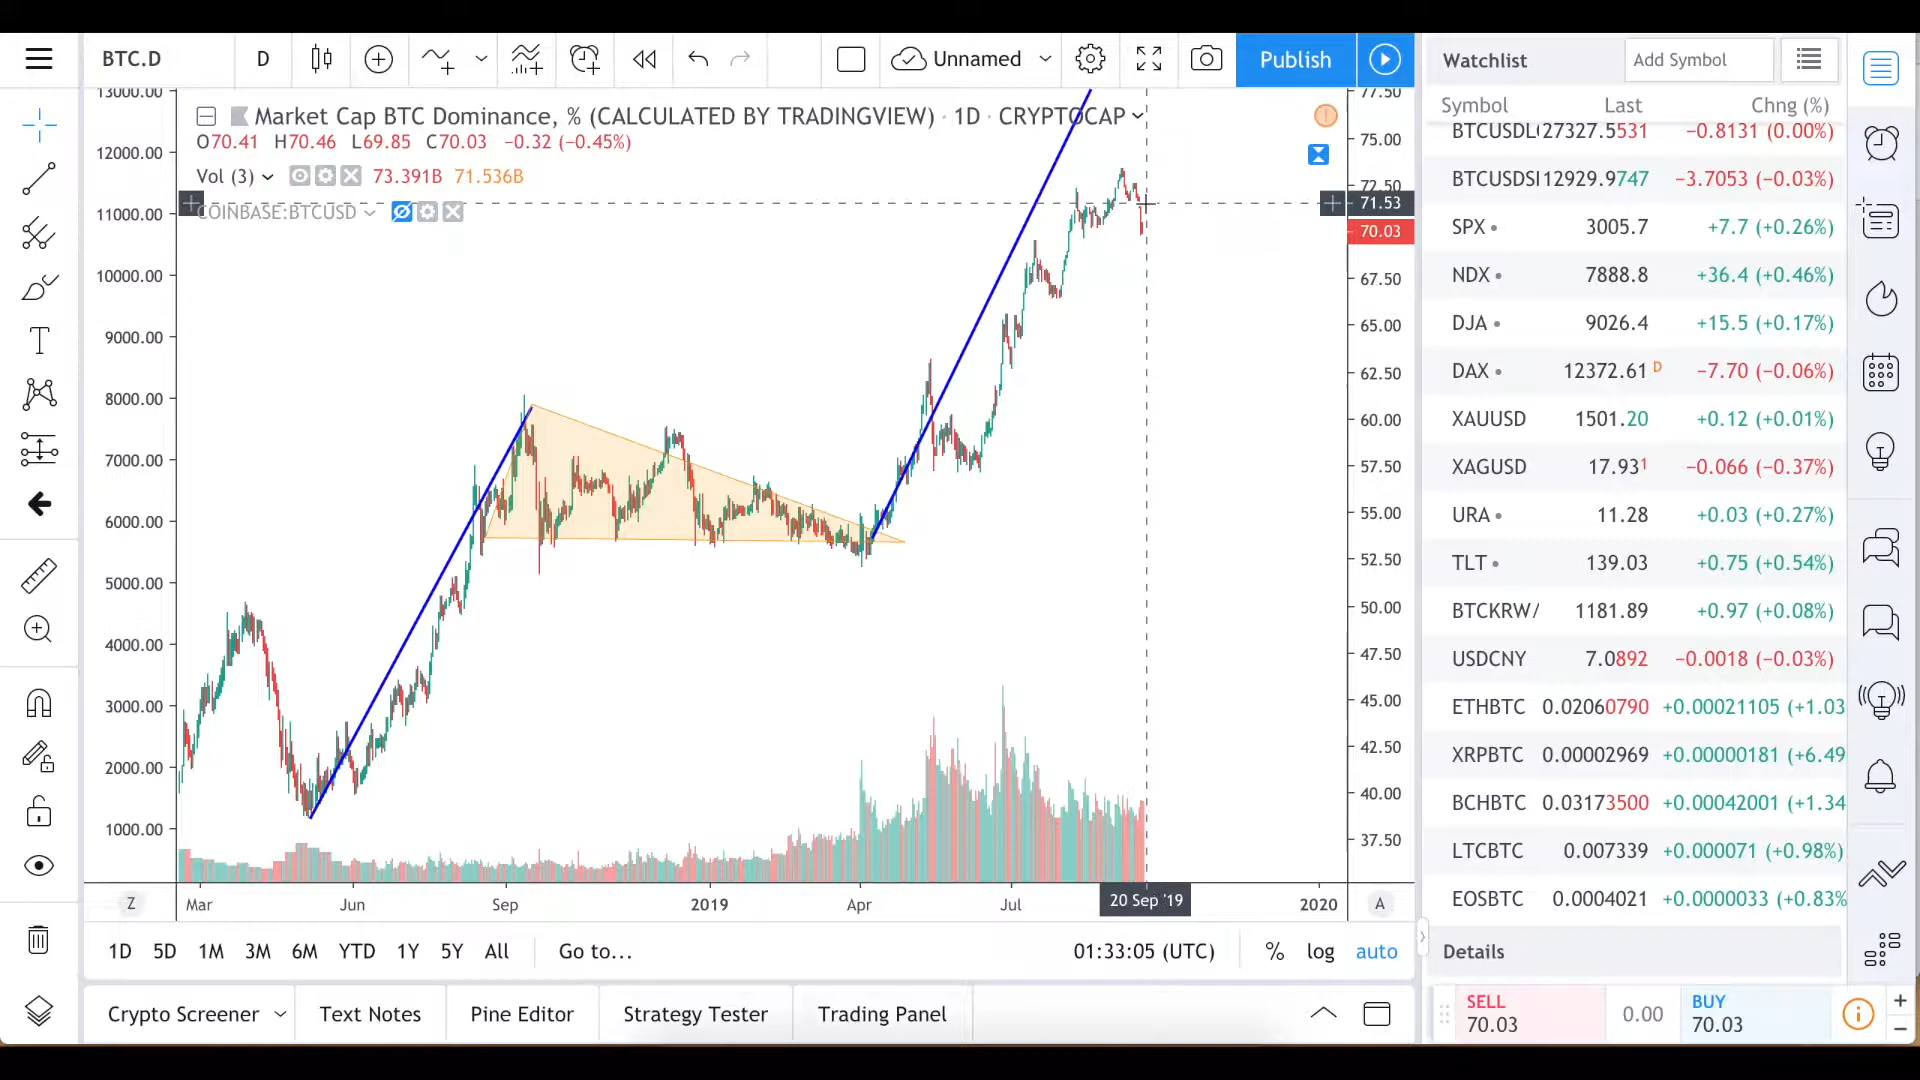 BTC.D D Unnamed Publish
Market Cap BTC Dominance, % (CALCULATED BY TRADINGVIEW) · 1D · CRYPTOCAP
O70.41 H70.46 L69.85 C70.03 −0.32 (−0.45%)
Vol (3) 73.391B 71.536B
COINBASE:BTCUSD
13000.00
12000.00
11000.00
10000.00
9000.00
8000.00
7000.00
6000.00
5000.00
4000.00
3000.00
2000.00
1000.00
77.50
75.00
72.50
71.53
70.03
67.50
65.00
62.50
60.00
57.50
55.00
52.50
50.00
47.50
45.00
42.50
40.00
37.50
Z Mar Jun Sep 2019 Apr Jul 20 Sep '19 2020 A
1D 5D 1M 3M 6M YTD 1Y 5Y All Go to... 01:33:05 (UTC) % log auto
Crypto Screener Text Notes Pine Editor Strategy Tester Trading Panel
Watchlist Add Symbol
Symbol Last Chng (%)
BTCUSDL 27327.5531 −0.8131 (0.00%)
BTCUSDS 12929.9747 −3.7053 (−0.03%)
SPX 3005.7 +7.7 (+0.26%)
NDX 7888.8 +36.4 (+0.46%)
DJA 9026.4 +15.5 (+0.17%)
DAX 12372.61 D −7.70 (−0.06%)
XAUUSD 1501.20 +0.12 (+0.01%)
XAGUSD 17.931 −0.066 (−0.37%)
URA 11.28 +0.03 (+0.27%)
TLT 139.03 +0.75 (+0.54%)
BTCKRW/ 1181.89 +0.97 (+0.08%)
USDCNY 7.0892 −0.0018 (−0.03%)
ETHBTC 0.02060790 +0.00021105 (+1.03
XRPBTC 0.00002969 +0.00000181 (+6.49
BCHBTC 0.03173500 +0.00042001 (+1.34
LTCBTC 0.007339 +0.000071 (+0.98%)
EOSBTC 0.0004021 +0.0000033 (+0.83%
Details
SELL
70.03
0.00
BUY
70.03